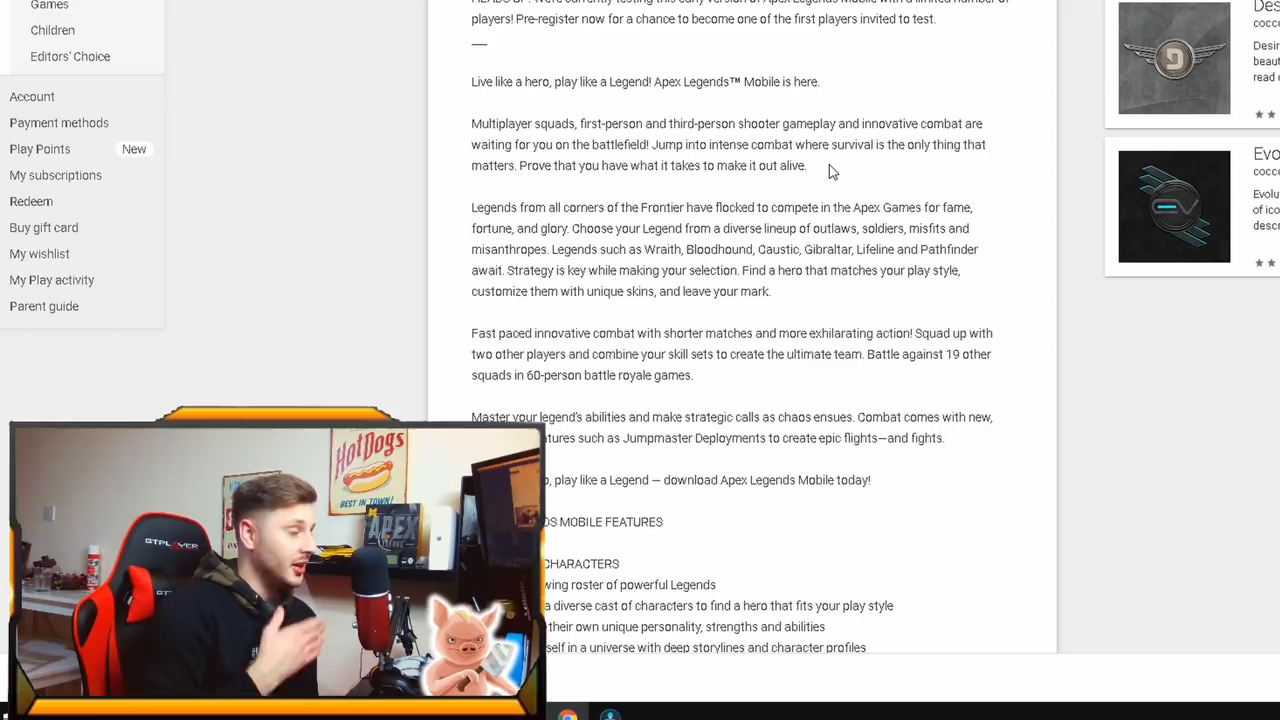 Games
Children
Editors' Choice
Account
Payment methods
Play Points New
My subscriptions
Redeem
Buy gift card
My wishlist
My Play activity
Parent guide
players! Pre-register now for a chance to become one of the first players invited to test.
—
Live like a hero, play like a Legend! Apex Legends™ Mobile is here.
Multiplayer squads, first-person and third-person shooter gameplay and innovative combat are
waiting for you on the battlefield! Jump into intense combat where survival is the only thing that
matters. Prove that you have what it takes to make it out alive.
Legends from all corners of the Frontier have flocked to compete in the Apex Games for fame,
fortune, and glory. Choose your Legend from a diverse lineup of outlaws, soldiers, misfits and
misanthropes. Legends such as Wraith, Bloodhound, Caustic, Gibraltar, Lifeline and Pathfinder
await. Strategy is key while making your selection. Find a hero that matches your play style,
customize them with unique skins, and leave your mark.
Fast paced innovative combat with shorter matches and more exhilarating action! Squad up with
two other players and combine your skill sets to create the ultimate team. Battle against 19 other
squads in 60-person battle royale games.
Master your legend's abilities and make strategic calls as chaos ensues. Combat comes with new,
such as Jumpmaster Deployments to create epic flights—and fights.
play like a Legend — download Apex Legends Mobile today!
MOBILE FEATURES
CHARACTERS
roster of powerful Legends
a diverse cast of characters to find a hero that fits your play style
their own unique personality, strengths and abilities
in a universe with deep storylines and character profiles
Desi
beau
read
D
Evo
Evolu
of ico
desc
EV
HOT DOGS
BEST IN TOWN!
APEX
GTPLAYER
GT